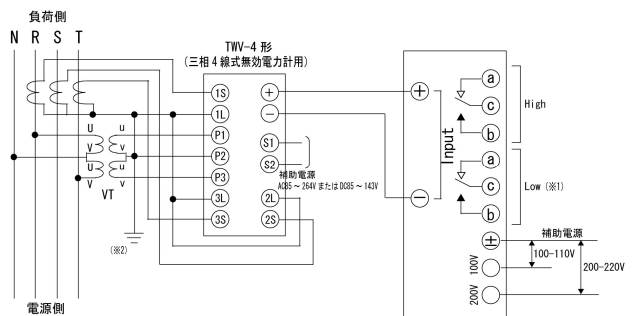 負荷側
N R S T
TWV-4 形
(三相 4 線式無効電力計用)
1S
1L
P1
P2
P3
3L
3S
+
−
S1
S2
補助電源
AC85 ~ 264V または DC85 ~ 143V
2L
2S
U u
V v
U u
V v
VT
(※2)
電源側
+
−
Input
a
c
b
High
a
c
b
Low (※1)
±
補助電源
100V
100-110V
200V
200-220V